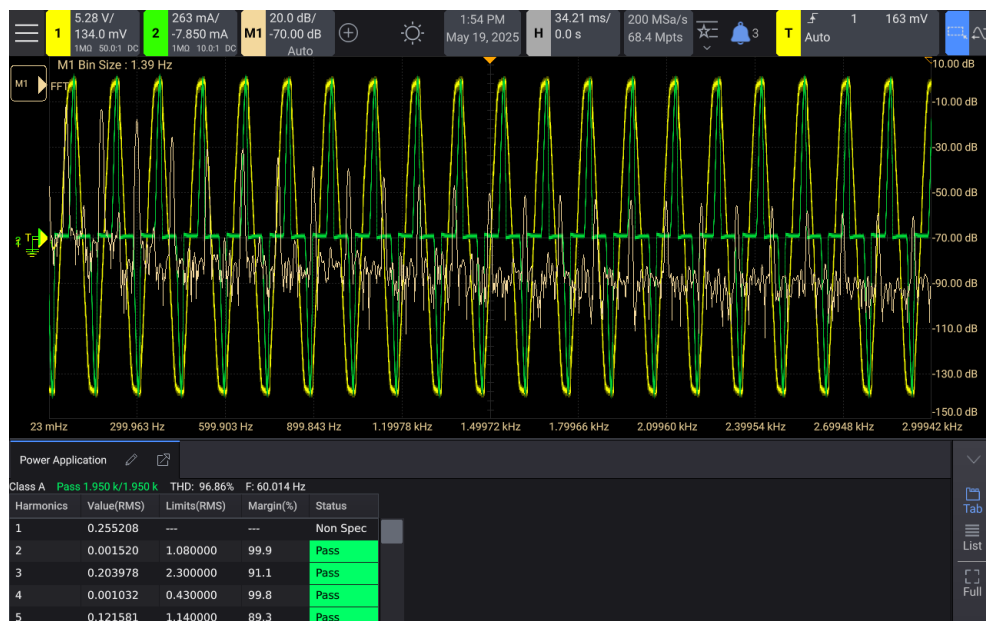 1 5.28 V/ 134.0 mV 1MΩ 50.0:1 DC
2 263 mA/ -7.850 mA 1MΩ 10.0:1 DC
M1 20.0 dB/ -70.00 dB Auto
1:54 PM
May 19, 2025
H 34.21 ms/ 0.0 s
200 MSa/s
68.4 Mpts
3
T 1 163 mV
Auto
M1 Bin Size : 1.39 Hz
M1
FFT
10.00 dB
-10.00 dB
-30.00 dB
-50.00 dB
-70.00 dB
-90.00 dB
-110.0 dB
-130.0 dB
-150.0 dB
T
23 mHz 299.963 Hz 599.903 Hz 899.843 Hz 1.19978 kHz 1.49972 kHz 1.79966 kHz 2.09960 kHz 2.39954 kHz 2.69948 kHz 2.99942 kHz
Power Application
Class A Pass 1.950 k/1.950 k THD: 96.86% F: 60.014 Hz
Harmonics Value(RMS) Limits(RMS) Margin(%) Status
1 0.255208 --- --- Non Spec
2 0.001520 1.080000 99.9 Pass
3 0.203978 2.300000 91.1 Pass
4 0.001032 0.430000 99.8 Pass
5 0.121581 1.140000 89.3 Pass
Tab
List
Full